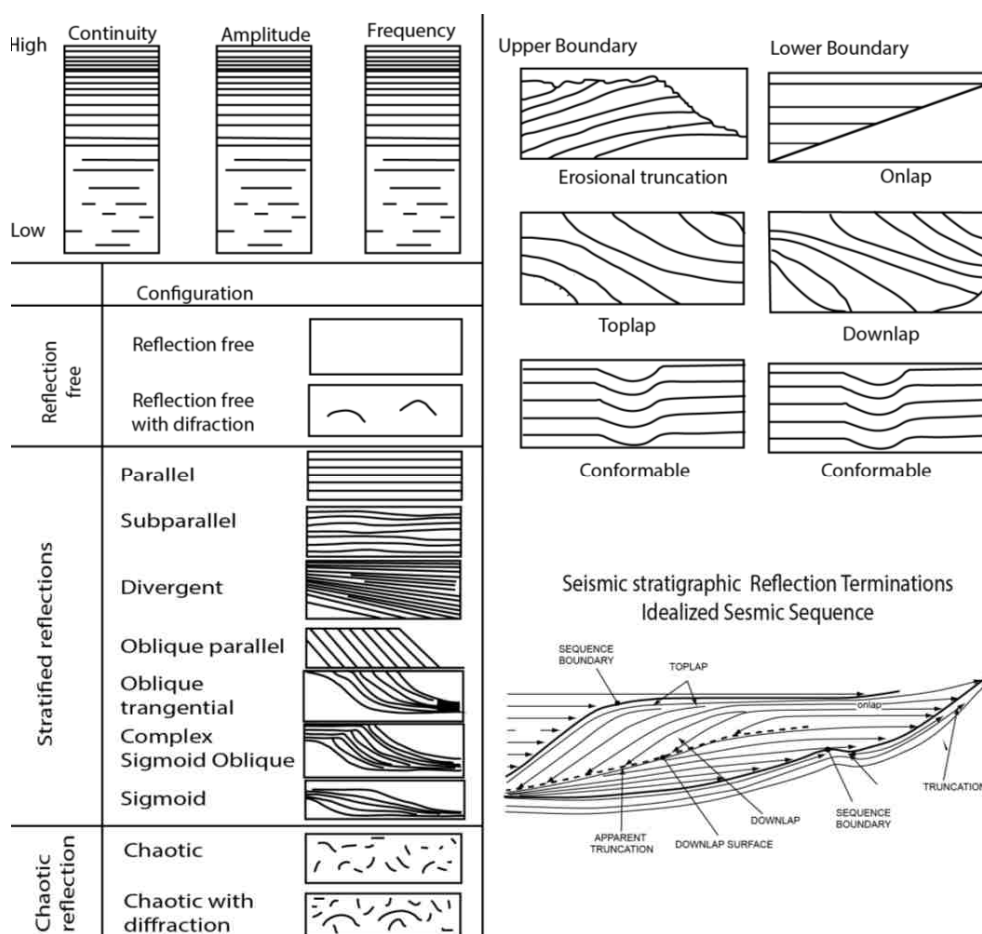 Continuity
Amplitude
Frequency
High
Low
Configuration
Reflection
free
Reflection free
Reflection free
with difraction
Stratified reflections
Parallel
Subparallel
Divergent
Oblique parallel
Oblique
trangential
Complex
Sigmoid Oblique
Sigmoid
Chaotic
reflection
Chaotic
Chaotic with
diffraction
Upper Boundary
Lower Boundary
Erosional truncation
Onlap
Toplap
Downlap
Conformable
Conformable
Seismic stratigraphic Reflection Terminations
Idealized Sesmic Sequence
SEQUENCE
BOUNDARY
TOPLAP
onlap
TRUNCATION
DOWNLAP
SEQUENCE
BOUNDARY
APPARENT
TRUNCATION
DOWNLAP SURFACE